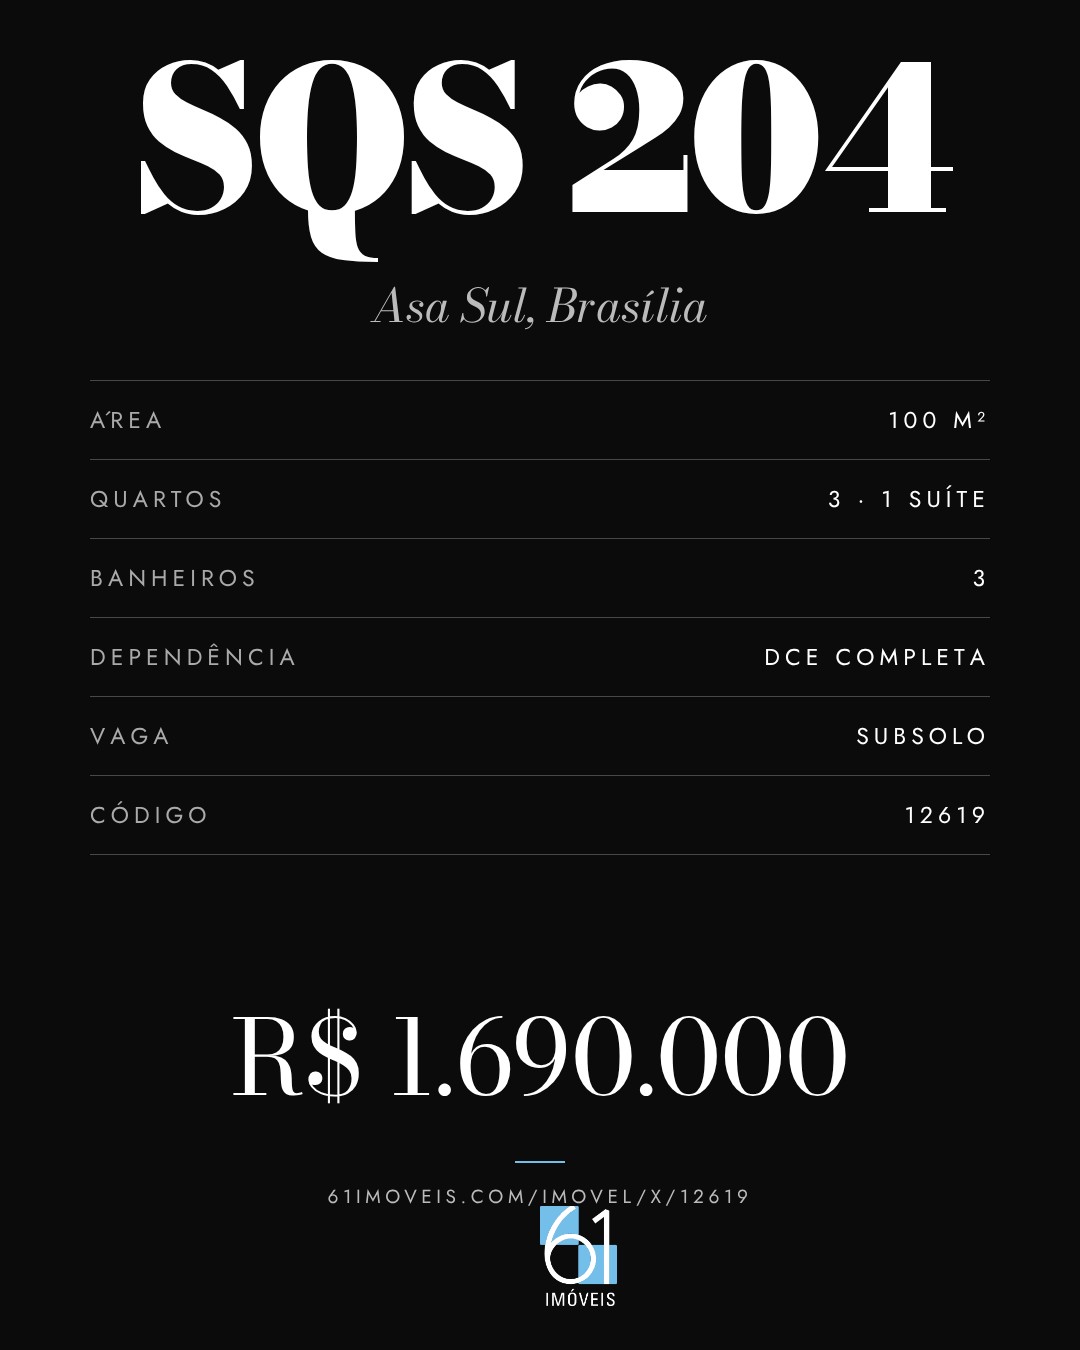 SQS 204
Asa Sul, Brasília
ÁREA 100 M²
QUARTOS 3 · 1 SUÍTE
BANHEIROS 3
DEPENDÊNCIA DCE COMPLETA
VAGA SUBSOLO
CÓDIGO 12619
R$ 1.690.000
61IMOVEIS.COM/IMOVEL/X/12619
61
IMÓVEIS